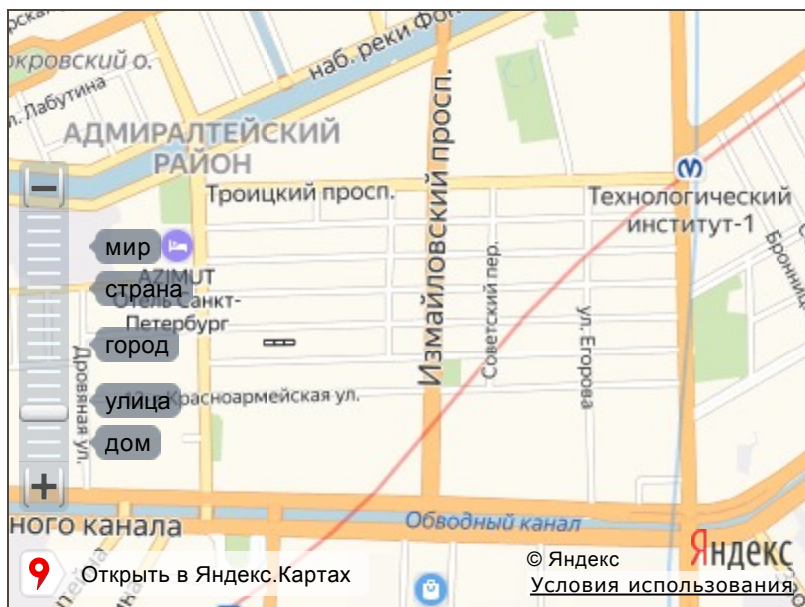 наб. реки Фон
окровский о.
л. Лабутина
АДМИРАЛТЕЙСКИЙ
РАЙОН
Троицкий просп.
Измайловский просп.
Технологический
институт-1
Бронниц
мир
AZIMUT
страна
Отель Санкт-
Петербург
город
Советский пер.
ул. Егорова
Дровяная ул.
улица
Красноармейская ул.
дом
ного канала
Обводный канал
Открыть в Яндекс.Картах
© Яндекс
Условия использования
Яндекс